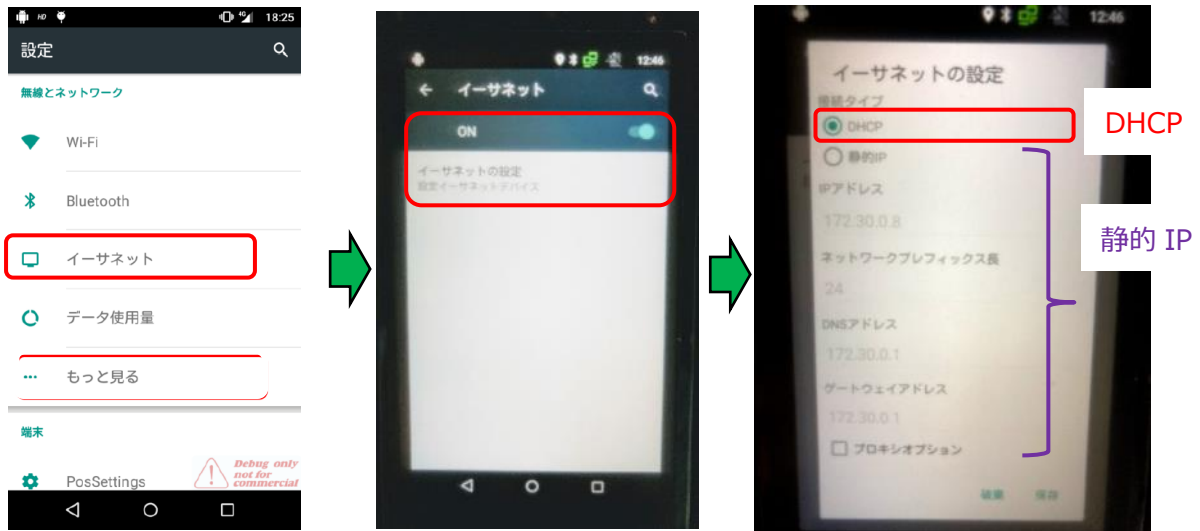 HD
4G
18:25
設定
無線とネットワーク
Wi-Fi
Bluetooth
イーサネット
データ使用量
もっと見る
端末
PosSettings
Debug only
not for
commercial
12:46
イーサネット
ON
イーサネットの設定
設定イーサネットデバイス
12:46
イーサネットの設定
接続タイプ
DHCP
静的IP
IPアドレス
172.30.0.8
ネットワークプレフィックス長
24
DNSアドレス
172.30.0.1
ゲートウェイアドレス
172.30.0.1
プロキシオプション
破棄 保存
DHCP
静的 IP